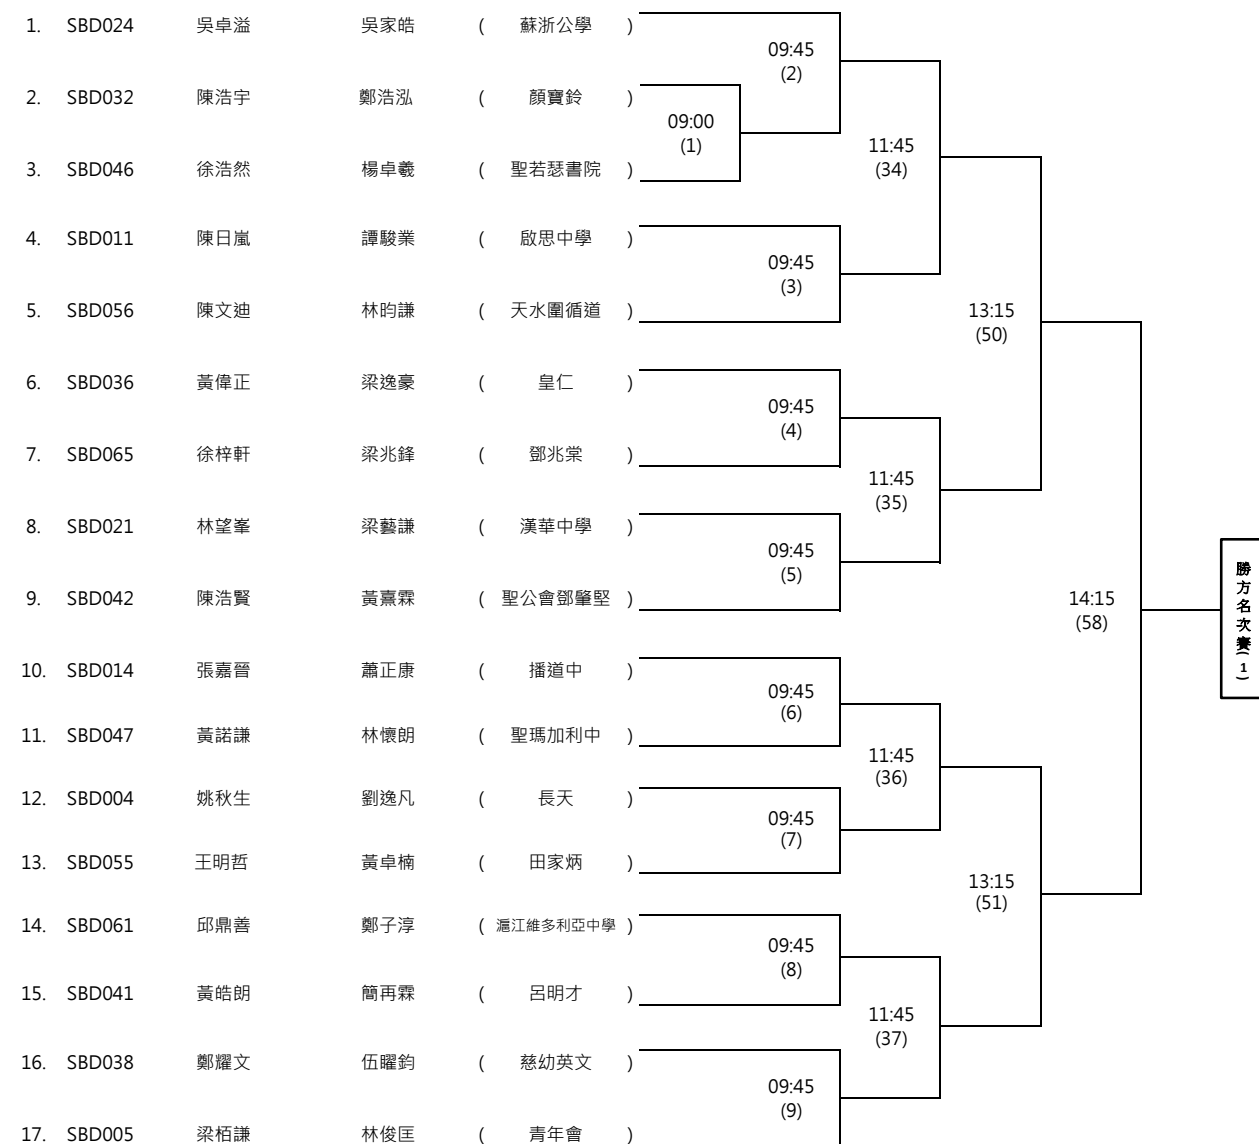 1. SBD024 吳卓溢 吳家皓 ( 蘇浙公學 )
09:45
(2)
2. SBD032 陳浩宇 鄭浩泓 ( 顏寶鈴 )
09:00
(1)
11:45
(34)
3. SBD046 徐浩然 楊卓羲 ( 聖若瑟書院 )
4. SBD011 陳日嵐 譚駿業 ( 啟思中學 )
09:45
(3)
5. SBD056 陳文迪 林昀謙 ( 天水圍循道 )
13:15
(50)
6. SBD036 黃偉正 梁逸豪 ( 皇仁 )
09:45
(4)
7. SBD065 徐梓軒 梁兆鋒 ( 鄧兆棠 )
11:45
(35)
8. SBD021 林望峯 梁藝謙 ( 漢華中學 )
09:45
(5)
9. SBD042 陳浩賢 黃熹霖 ( 聖公會鄧肇堅 )
14:15
(58)
勝方名次賽(1)
10. SBD014 張嘉晉 蕭正康 ( 播道中 )
09:45
(6)
11. SBD047 黃諾謙 林懷朗 ( 聖瑪加利中 )
11:45
(36)
12. SBD004 姚秋生 劉逸凡 ( 長天 )
09:45
(7)
13. SBD055 王明哲 黃卓楠 ( 田家炳 )
13:15
(51)
14. SBD061 邱鼎善 鄭子淳 ( 滬江維多利亞中學 )
09:45
(8)
15. SBD041 黃皓朗 簡再霖 ( 呂明才 )
11:45
(37)
16. SBD038 鄭耀文 伍曜鈞 ( 慈幼英文 )
09:45
(9)
17. SBD005 梁栢謙 林俊匡 ( 青年會 )